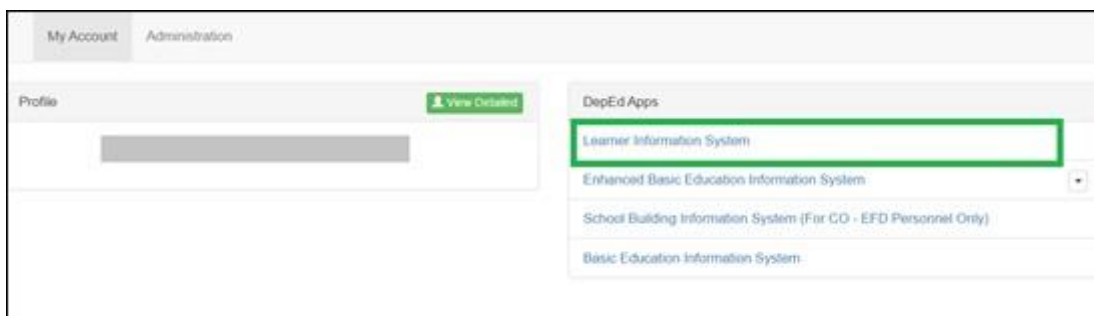 My Account Administration
Profile
View Detailed
DepEd Apps
Learner Information System
Enhanced Basic Education Information System
School Building Information System (For CO - EFD Personnel Only)
Basic Education Information System